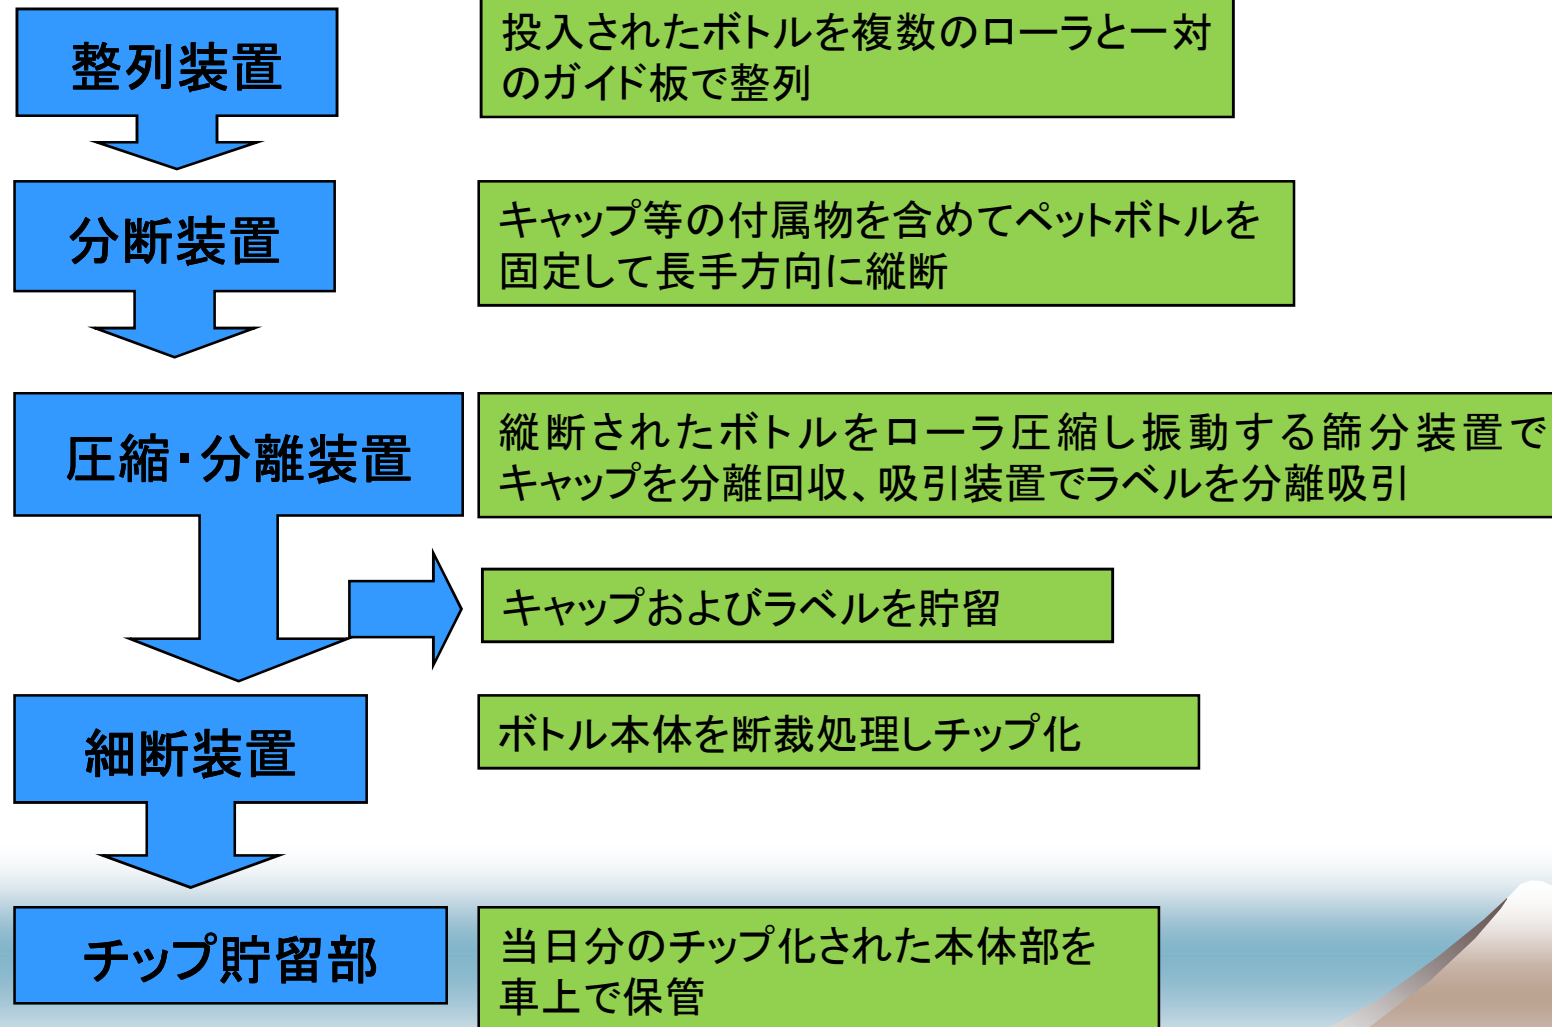 整列装置
投入されたボトルを複数のローラと一対
のガイド板で整列
分断装置
キャップ等の付属物を含めてペットボトルを
固定して長手方向に縦断
圧縮・分離装置
縦断されたボトルをローラ圧縮し振動する篩分装置で
キャップを分離回収、吸引装置でラベルを分離吸引
キャップおよびラベルを貯留
細断装置
ボトル本体を断裁処理しチップ化
チップ貯留部
当日分のチップ化された本体部を
車上で保管